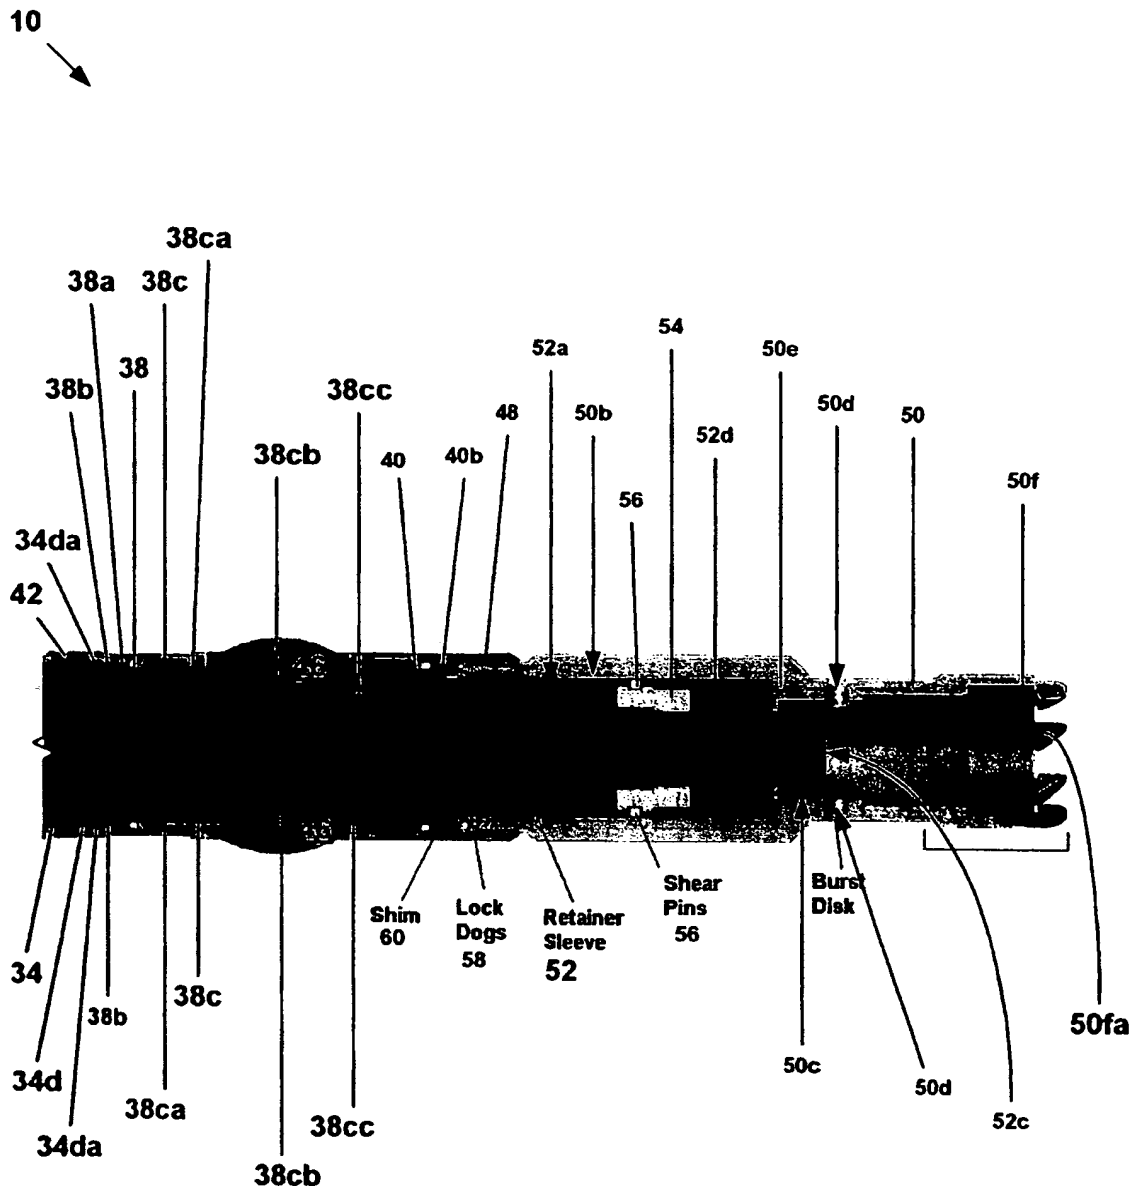 10
38ca
38a
38c
54
52a
50e
38
38b
38cc
50d
50
48
50b
52d
38cb
40
40b
50f
56
34da
42
Shim
60
Lock
Dogs
58
Retainer
Sleeve
52
Shear
Pins
56
Burst
Disk
34
38c
38b
50fa
50c
34d
50d
38ca
52c
38cc
34da
38cb